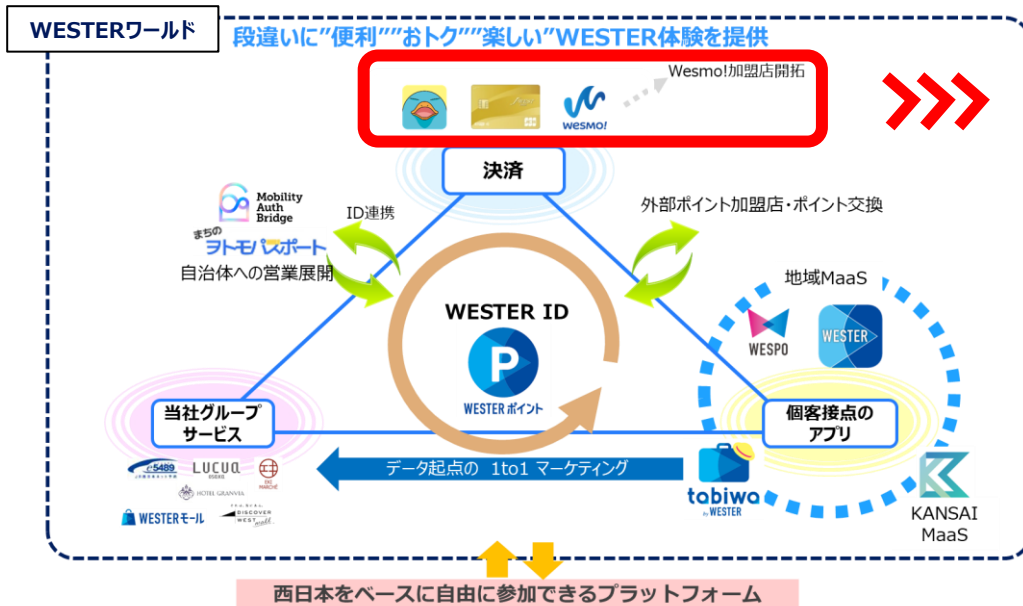 WESTERワールド
段違いに”便利””おトク””楽しい”WESTER体験を提供
Wesmo!加盟店開拓
wesmo!
決済
Mobility
Auth
Bridge
ID連携
まちの
ヲトモパスポート
自治体への営業展開
外部ポイント加盟店・ポイント交換
地域MaaS
WESPO
WESTER
WESTER ID
P
WESTER ポイント
当社グループ
サービス
個客接点の
アプリ
データ起点の 1to1 マーケティング
e5489
LUCUA
OSAKA
HOTEL GRANVIA
WESTERモール
DISCOVER
WEST
mall
tabiwa
by WESTER
KANSAI
MaaS
西日本をベースに自由に参加できるプラットフォーム